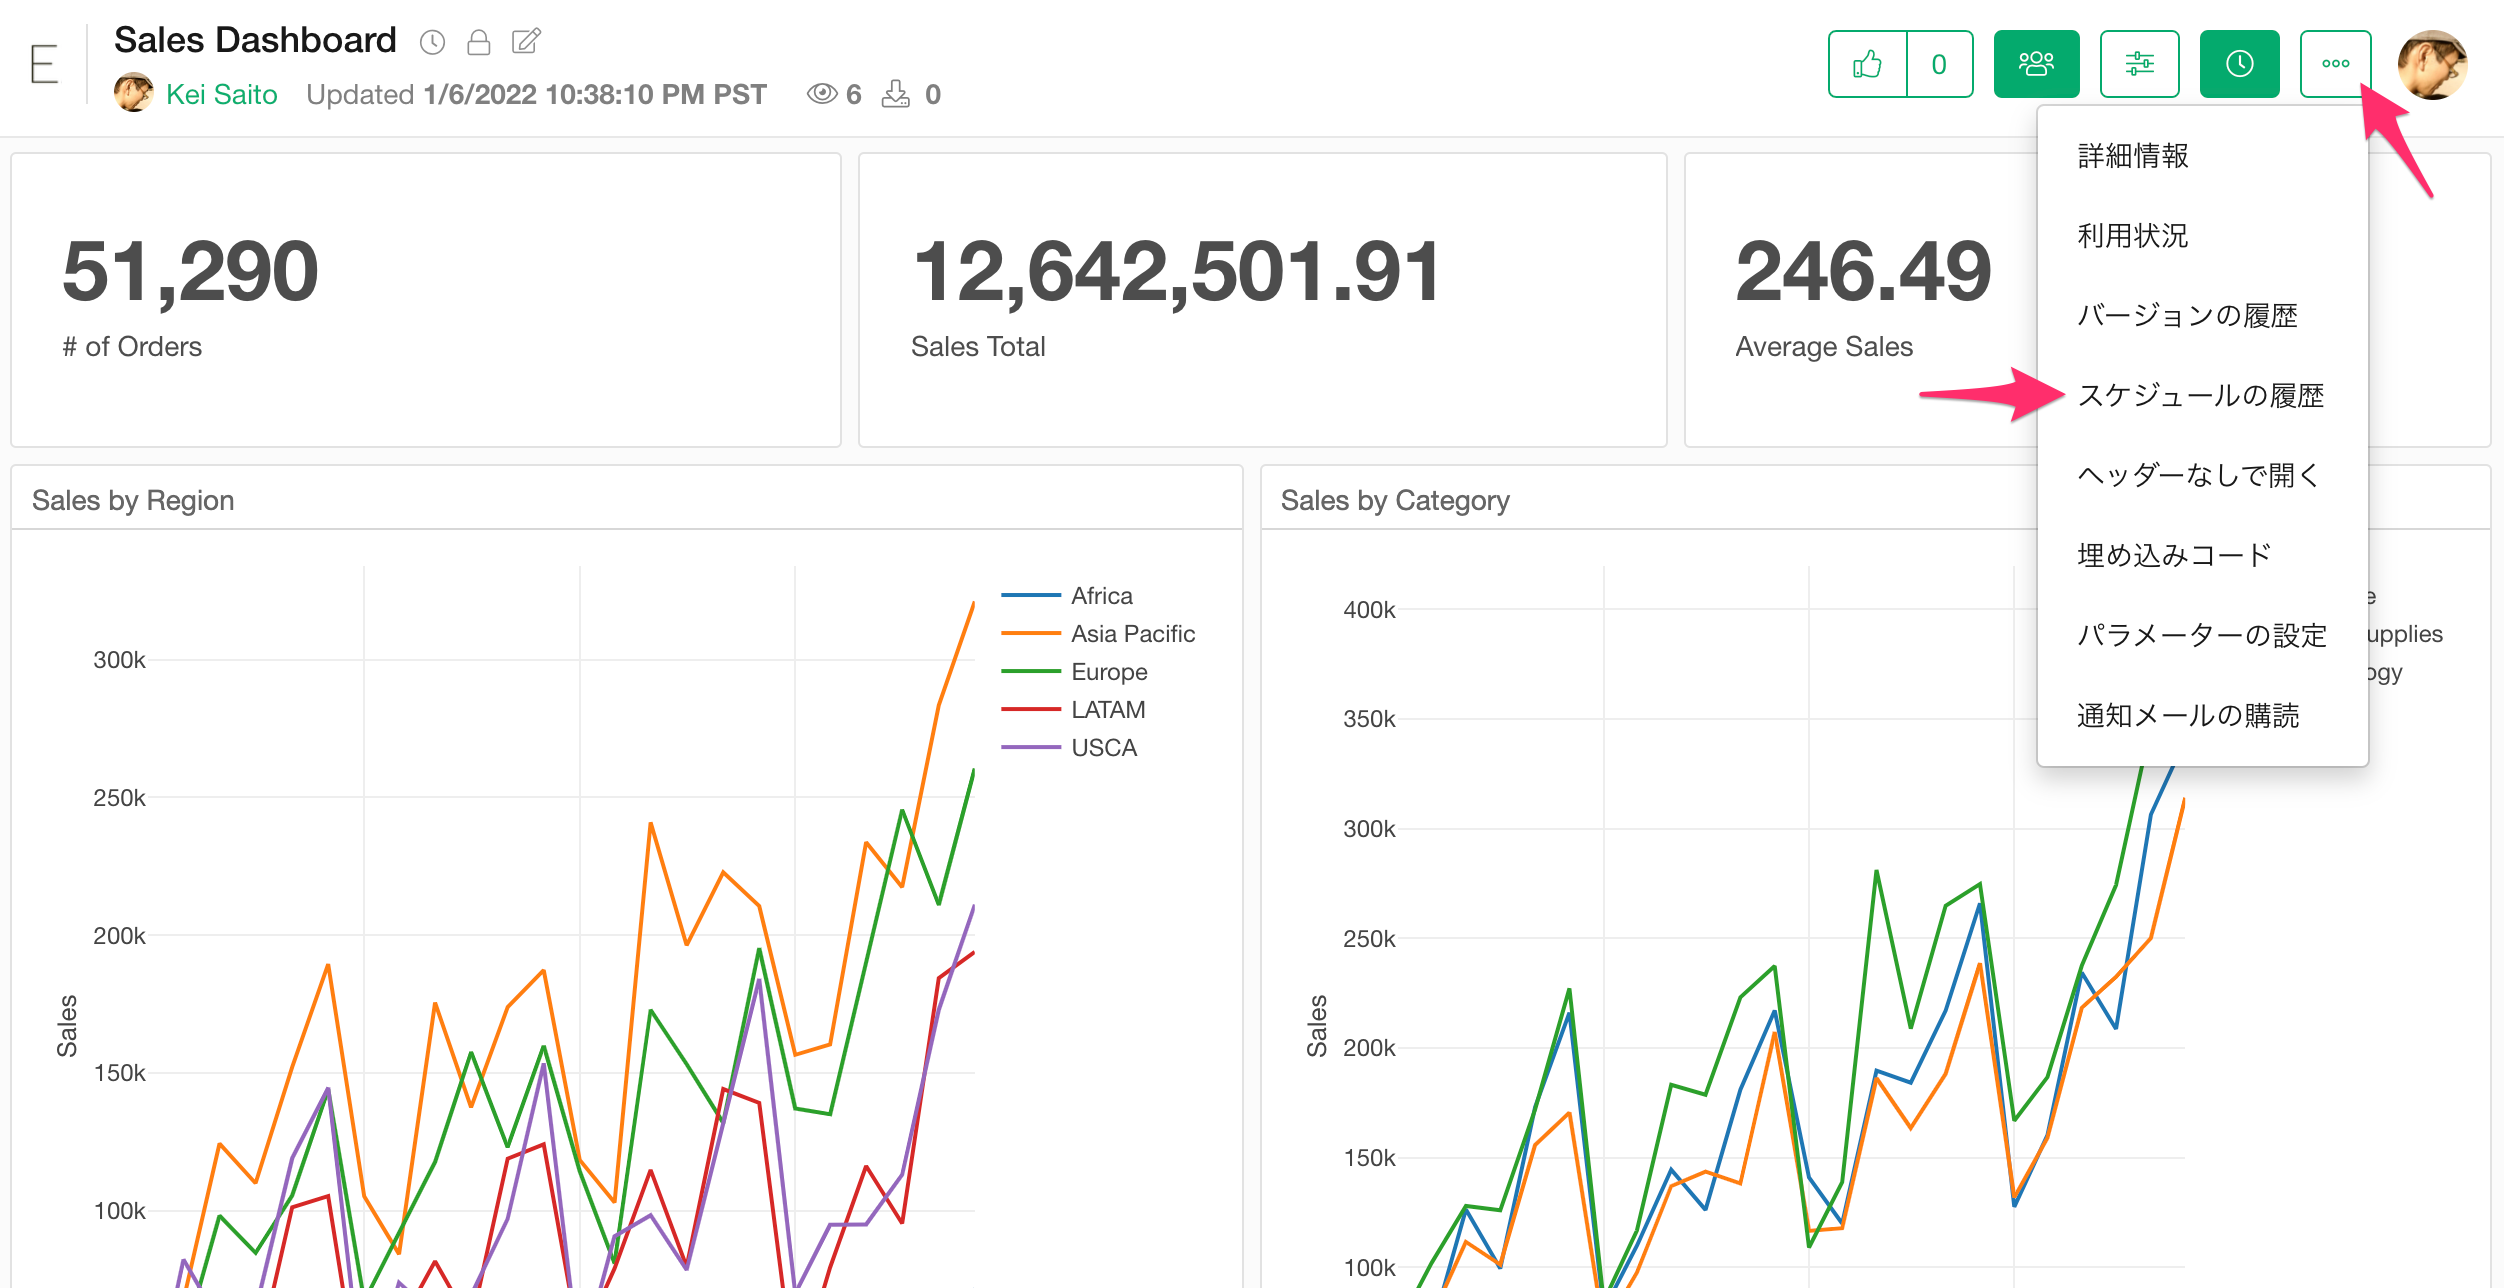 E
Sales Dashboard
Kei Saito Updated 1/6/2022 10:38:10 PM PST 6 0
0
詳細情報
利用状況
バージョンの履歴
スケジュールの履歴
ヘッダーなしで開く
埋め込みコード
パラメーターの設定
通知メールの購読
51,290
# of Orders
12,642,501.91
Sales Total
246.49
Average Sales
Sales by Region
300k
250k
200k
150k
100k
Sales
Africa
Asia Pacific
Europe
LATAM
USCA
Sales by Category
400k
350k
300k
250k
200k
150k
100k
Sales
upplies
ogy